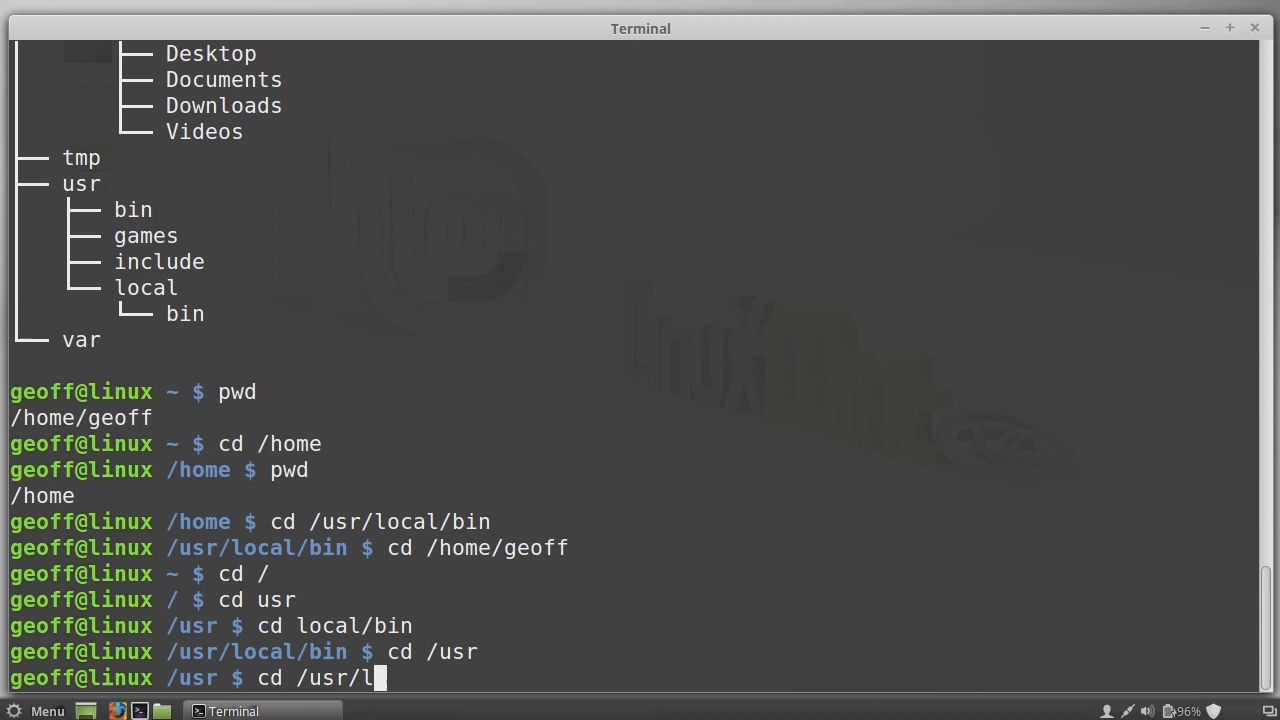 Terminal
Desktop
Documents
Downloads
Videos
tmp
usr
bin
games
include
local
bin
var
geoff@linux ~ $ pwd
/home/geoff
geoff@linux ~ $ cd /home
geoff@linux /home $ pwd
/home
geoff@linux /home $ cd /usr/local/bin
geoff@linux /usr/local/bin $ cd /home/geoff
geoff@linux ~ $ cd /
geoff@linux / $ cd usr
geoff@linux /usr $ cd local/bin
geoff@linux /usr/local/bin $ cd /usr
geoff@linux /usr $ cd /usr/l
Linux
Menu
Terminal
96%